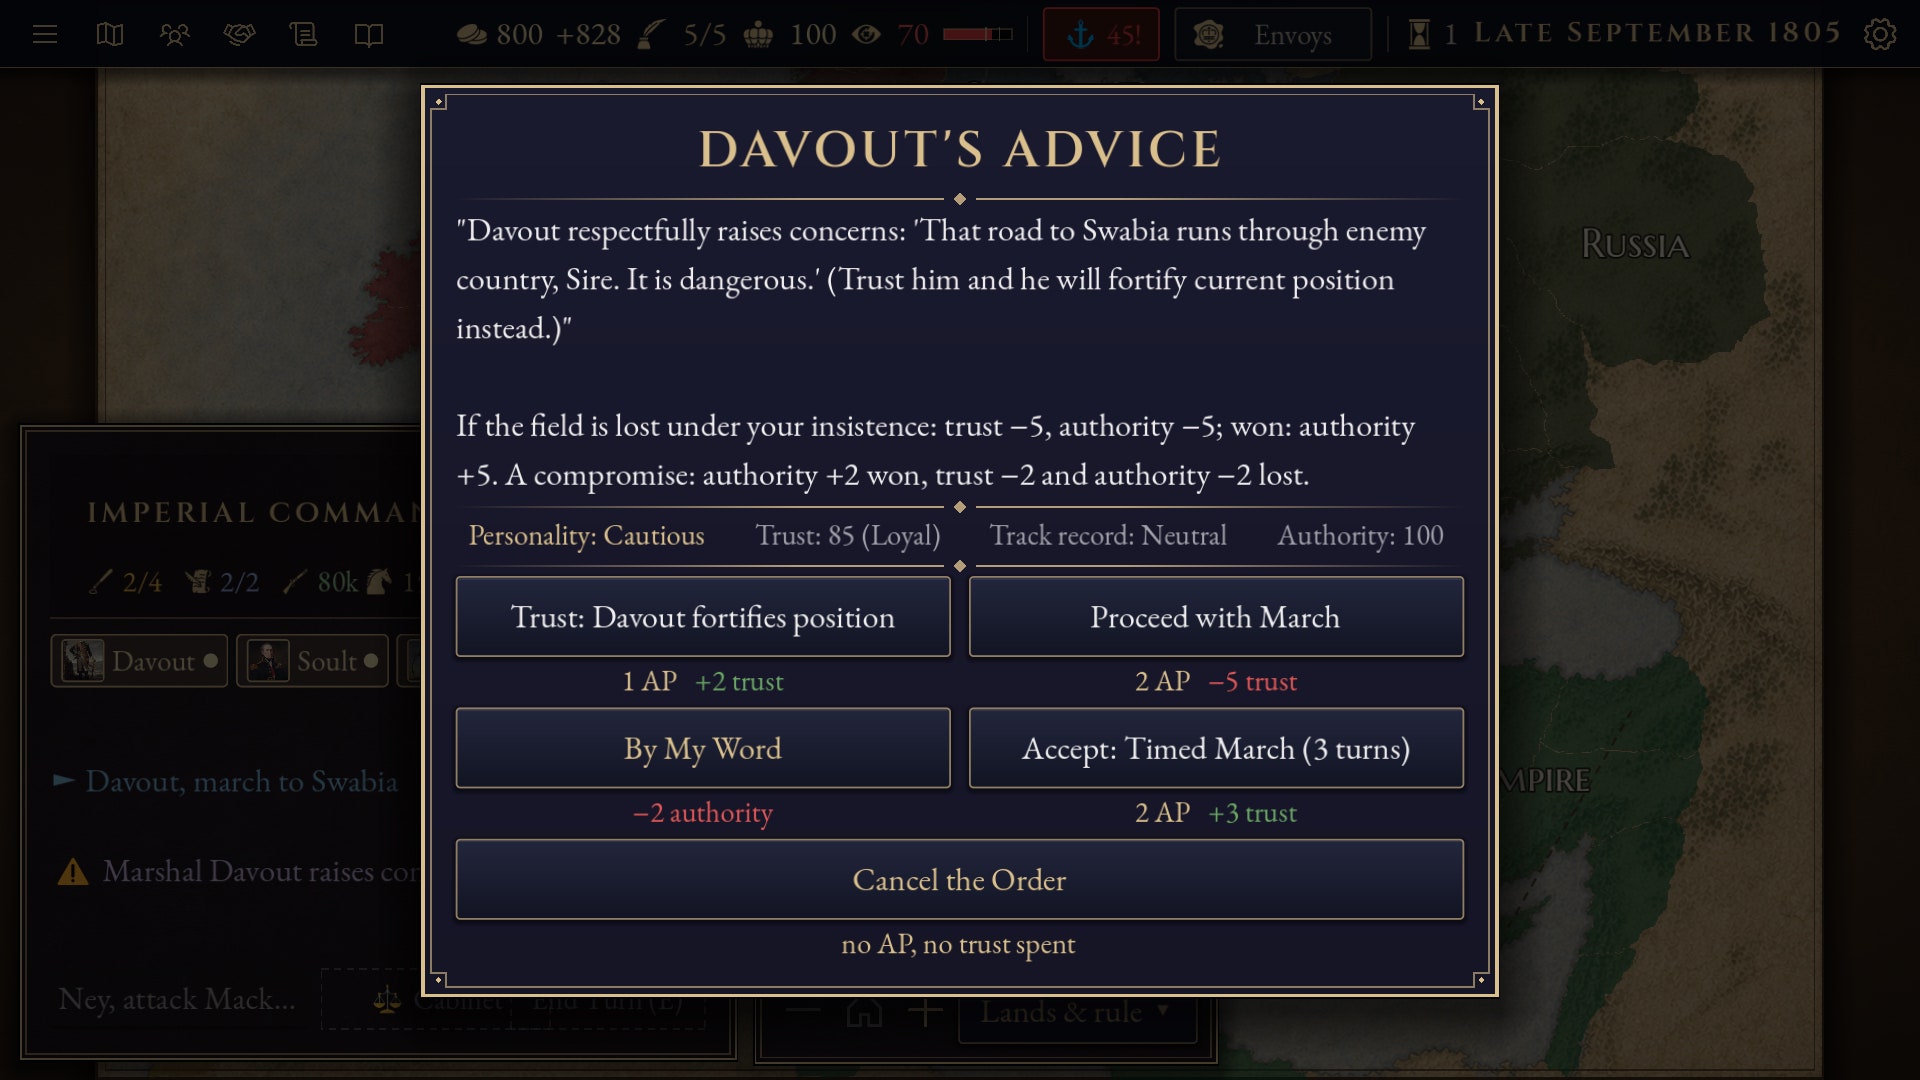 800 +828 5/5 100 70 45! Envoys 1 Late September 1805
Russia
DAVOUT'S ADVICE
"Davout respectfully raises concerns: 'That road to Swabia runs through enemy
country, Sire. It is dangerous.' (Trust him and he will fortify current position
instead.)"
If the field is lost under your insistence: trust −5, authority −5; won: authority
+5. A compromise: authority +2 won, trust −2 and authority −2 lost.
Personality: Cautious Trust: 85 (Loyal) Track record: Neutral Authority: 100
Trust: Davout fortifies position Proceed with March
1 AP +2 trust 2 AP −5 trust
By My Word Accept: Timed March (3 turns)
−2 authority 2 AP +3 trust
Cancel the Order
no AP, no trust spent
IMPERIAL COMMAN
2/4 2/2 80k 1
Davout Soult
Davout, march to Swabia
Marshal Davout raises con
Ney, attack Mack... Cabinet End Turn (E)
Lands & rule
MPIRE